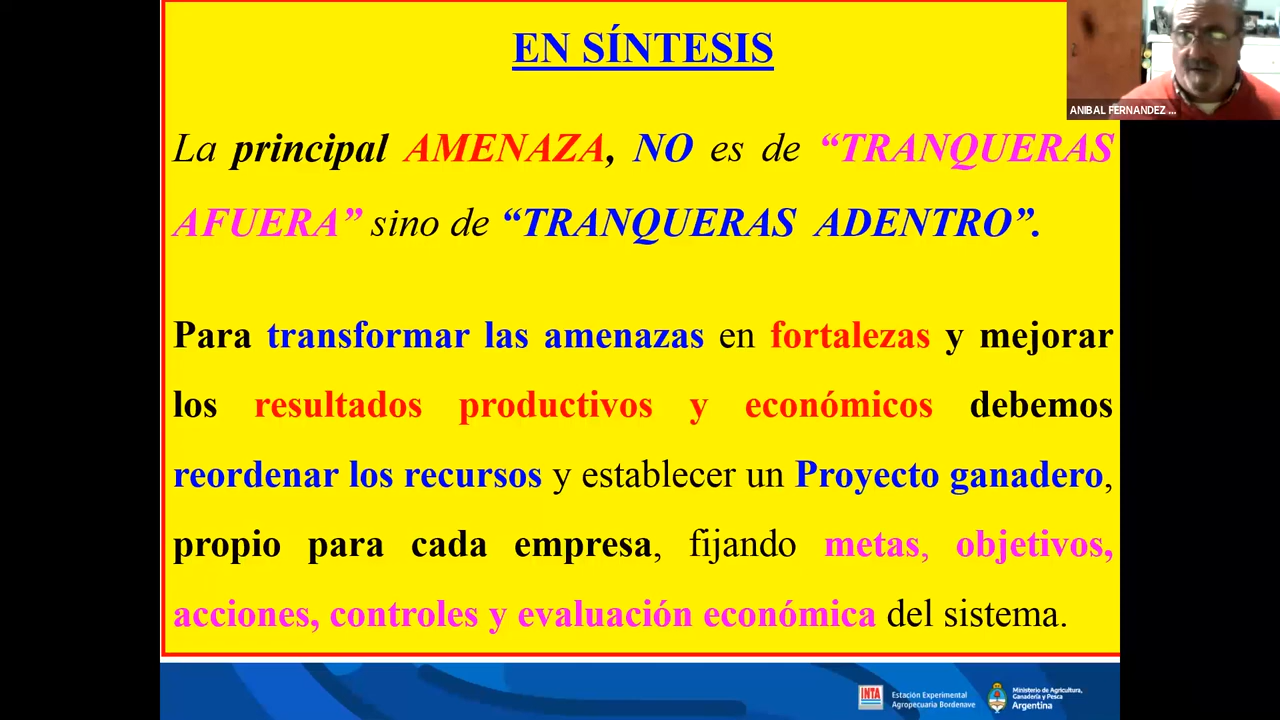 EN SÍNTESIS
ANIBAL FERNANDEZ ...
La principal AMENAZA, NO es de “TRANQUERAS
AFUERA” sino de “TRANQUERAS ADENTRO”.
Para transformar las amenazas en fortalezas y mejorar
los resultados productivos y económicos debemos
reordenar los recursos y establecer un Proyecto ganadero,
propio para cada empresa, fijando metas, objetivos,
acciones, controles y evaluación económica del sistema.
INTA
Estación Experimental
Agropecuaria Bordenave
Ministerio de Agricultura,
Ganadería y Pesca
Argentina